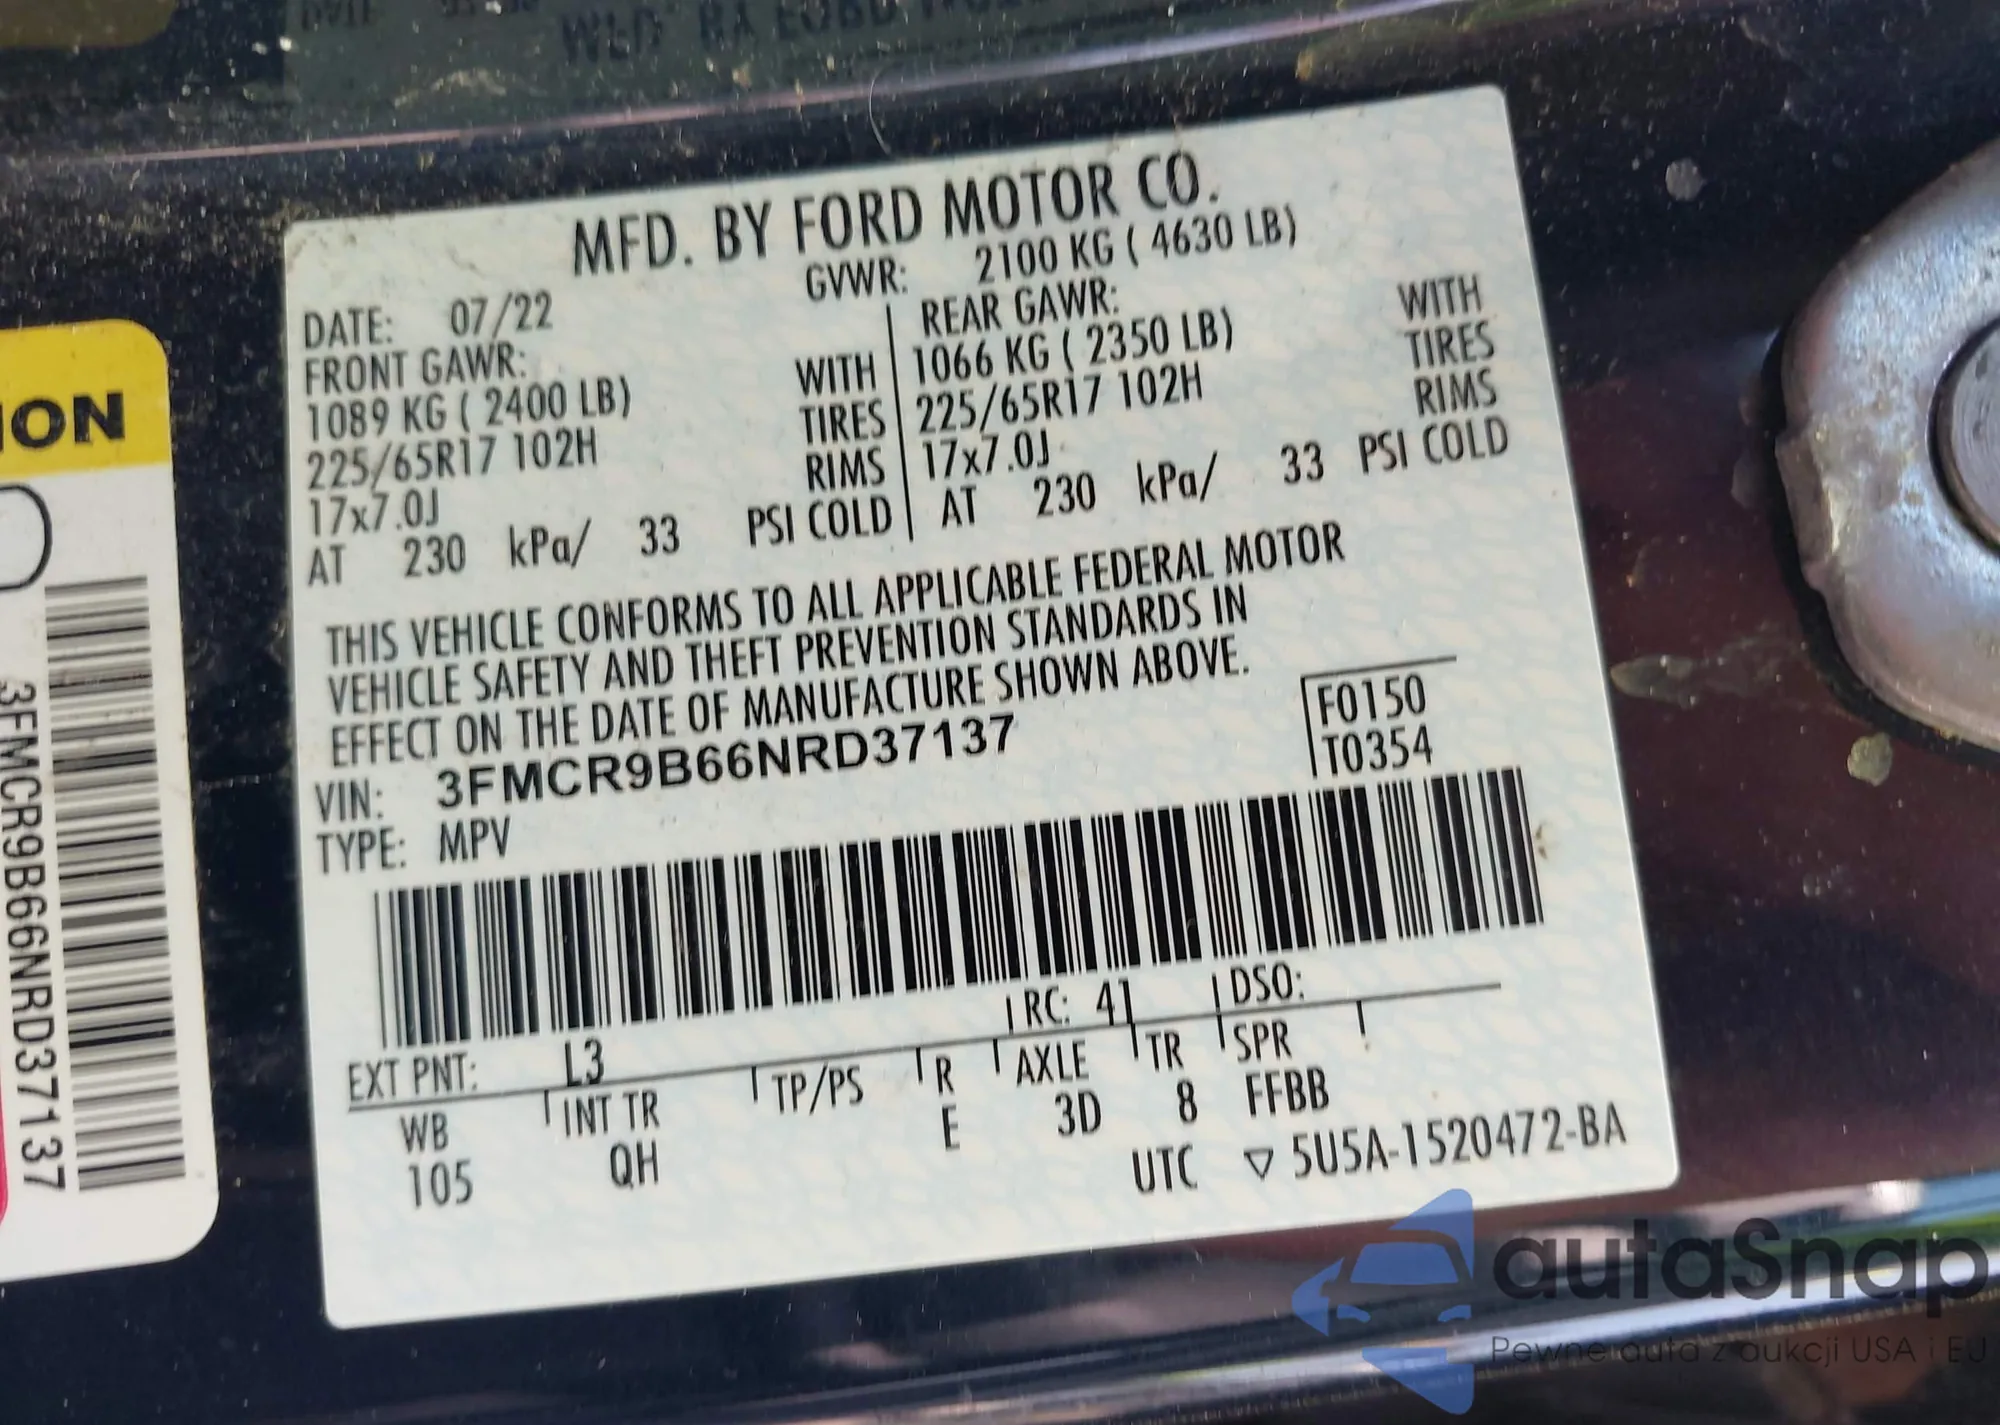 MFD. BY FORD MOTOR CO.
DATE: 07/22 GVWR: 2100 KG ( 4630 LB)
FRONT GAWR: REAR GAWR:
1089 KG ( 2400 LB) WITH 1066 KG ( 2350 LB) WITH
225/65R17 102H TIRES 225/65R17 102H TIRES
17x7.0J RIMS 17x7.0J RIMS
AT 230 kPa/ 33 PSI COLD AT 230 kPa/ 33 PSI COLD
THIS VEHICLE CONFORMS TO ALL APPLICABLE FEDERAL MOTOR
VEHICLE SAFETY AND THEFT PREVENTION STANDARDS IN
EFFECT ON THE DATE OF MANUFACTURE SHOWN ABOVE.
VIN: 3FMCR9B66NRD37137 F0150
TYPE: MPV T0354
EXT PNT: L3 RC: 41 DSO:
WB INT TR TP/PS R AXLE TR SPR
105 QH E 3D 8 FFBB
UTC ▽ 5U5A-1520472-BA
3FMCR9B66NRD37137
autaSnap
Pewne auta z aukcji USA i EU